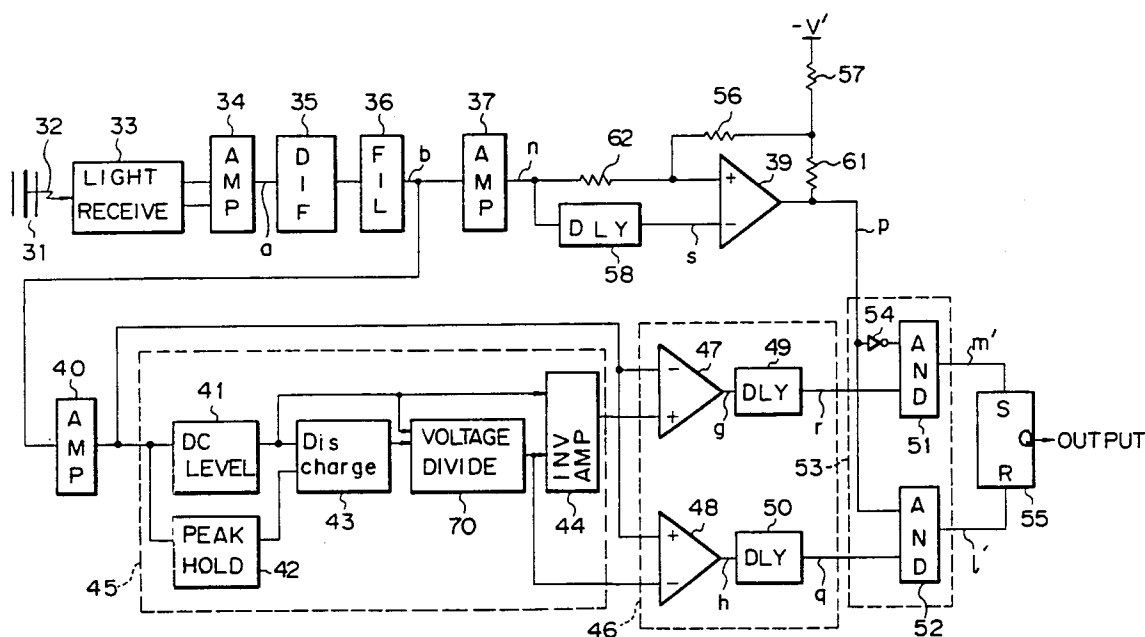 -V'
57
34
35
36
37
56
32
33
62
39
61
LIGHT
RECEIVE
AMP
DIF
FIL
b
AMP
n
+
-
DLY
a
31
58
s
p
54
AND
m'
40
41
47
49
AMP
DC
LEVEL
Dis
charge
VOLTAGE
DIVIDE
INV
AMP
-
+
DLY
g
r
51
S
Q
OUTPUT
R
53
43
70
44
48
50
55
PEAK
HOLD
42
45
+
-
DLY
h
q
AND
l'
46
52